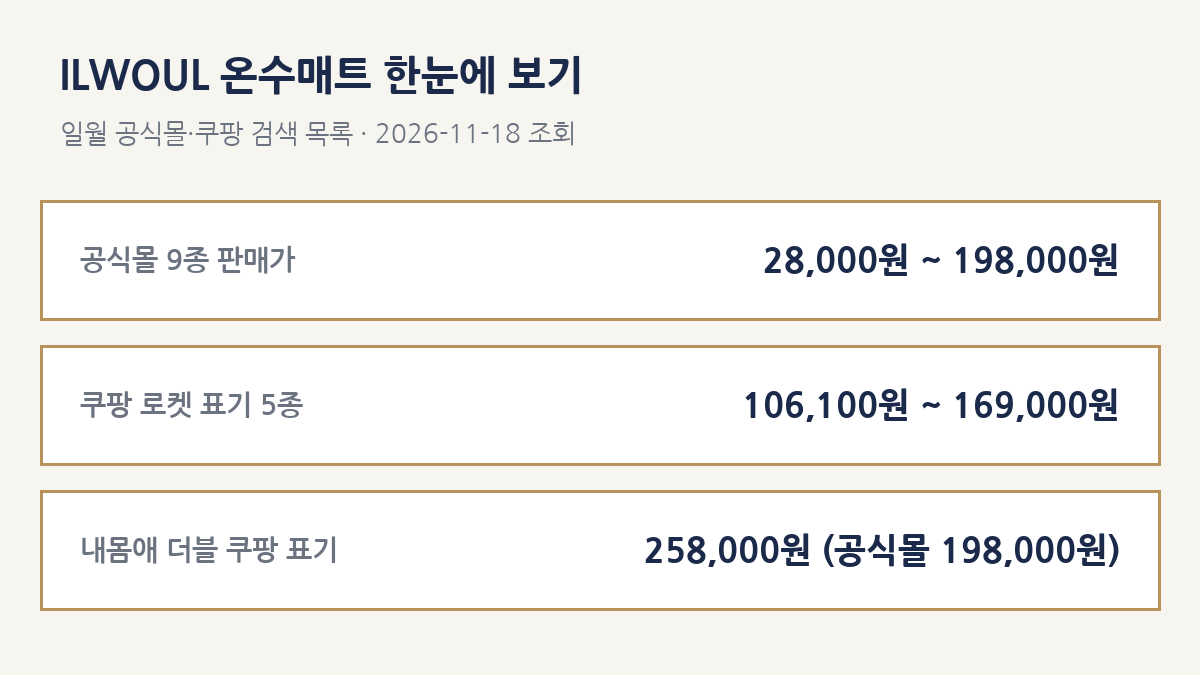 ILWOUL 온수매트 한눈에 보기
일월 공식몰·쿠팡 검색 목록 · 2026-11-18 조회
공식몰 9종 판매가 28,000원 ~ 198,000원
쿠팡 로켓 표기 5종 106,100원 ~ 169,000원
내몸애 더블 쿠팡 표기 258,000원 (공식몰 198,000원)